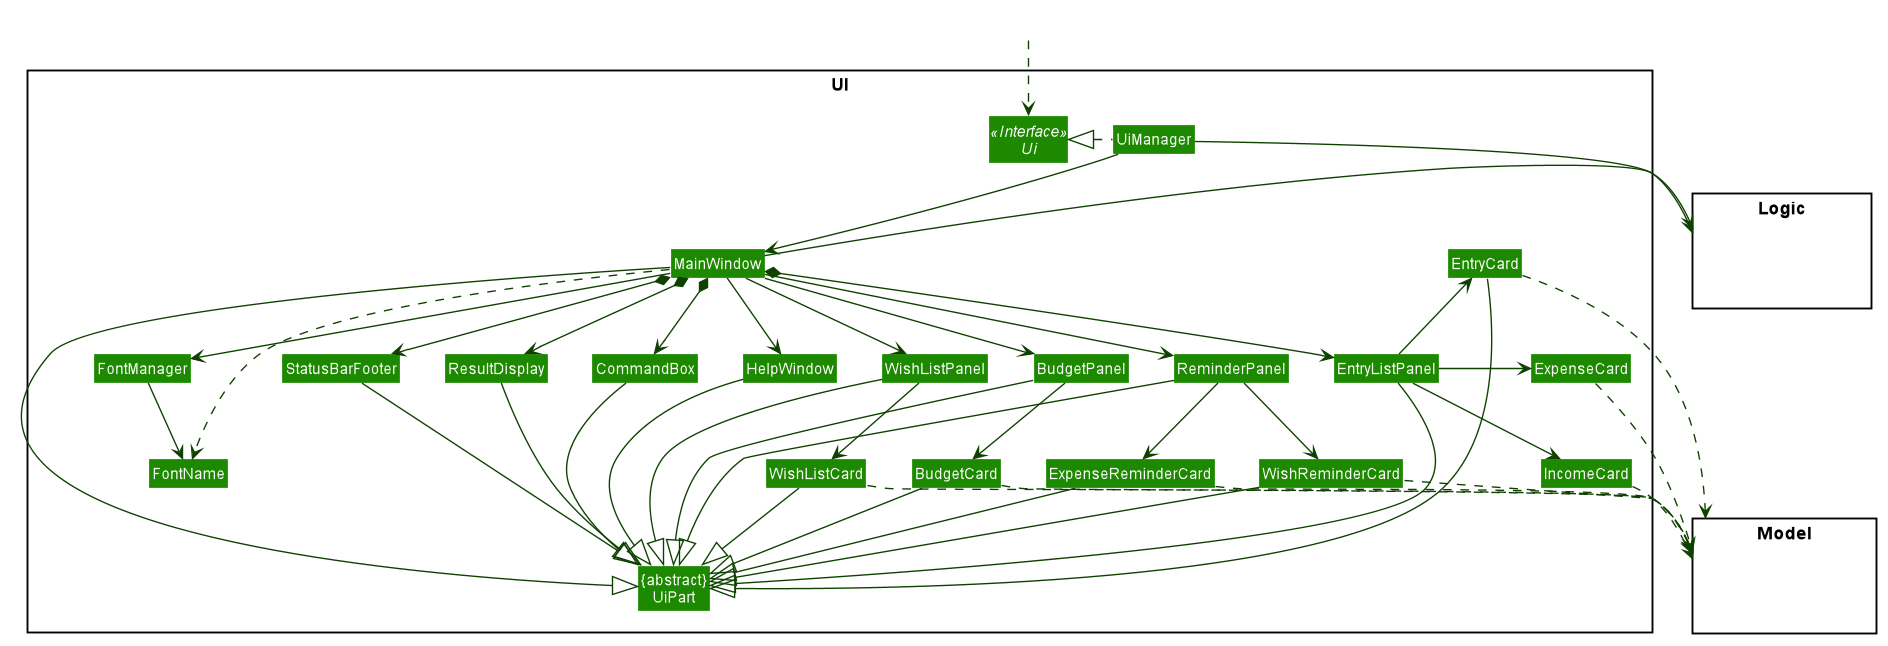 UI
«Interface»
Ui
UiManager
Logic
MainWindow
EntryCard
FontManager
StatusBarFooter
ResultDisplay
CommandBox
HelpWindow
WishListPanel
BudgetPanel
ReminderPanel
EntryListPanel
ExpenseCard
FontName
WishListCard
BudgetCard
ExpenseReminderCard
WishReminderCard
IncomeCard
Model
{abstract}
UiPart